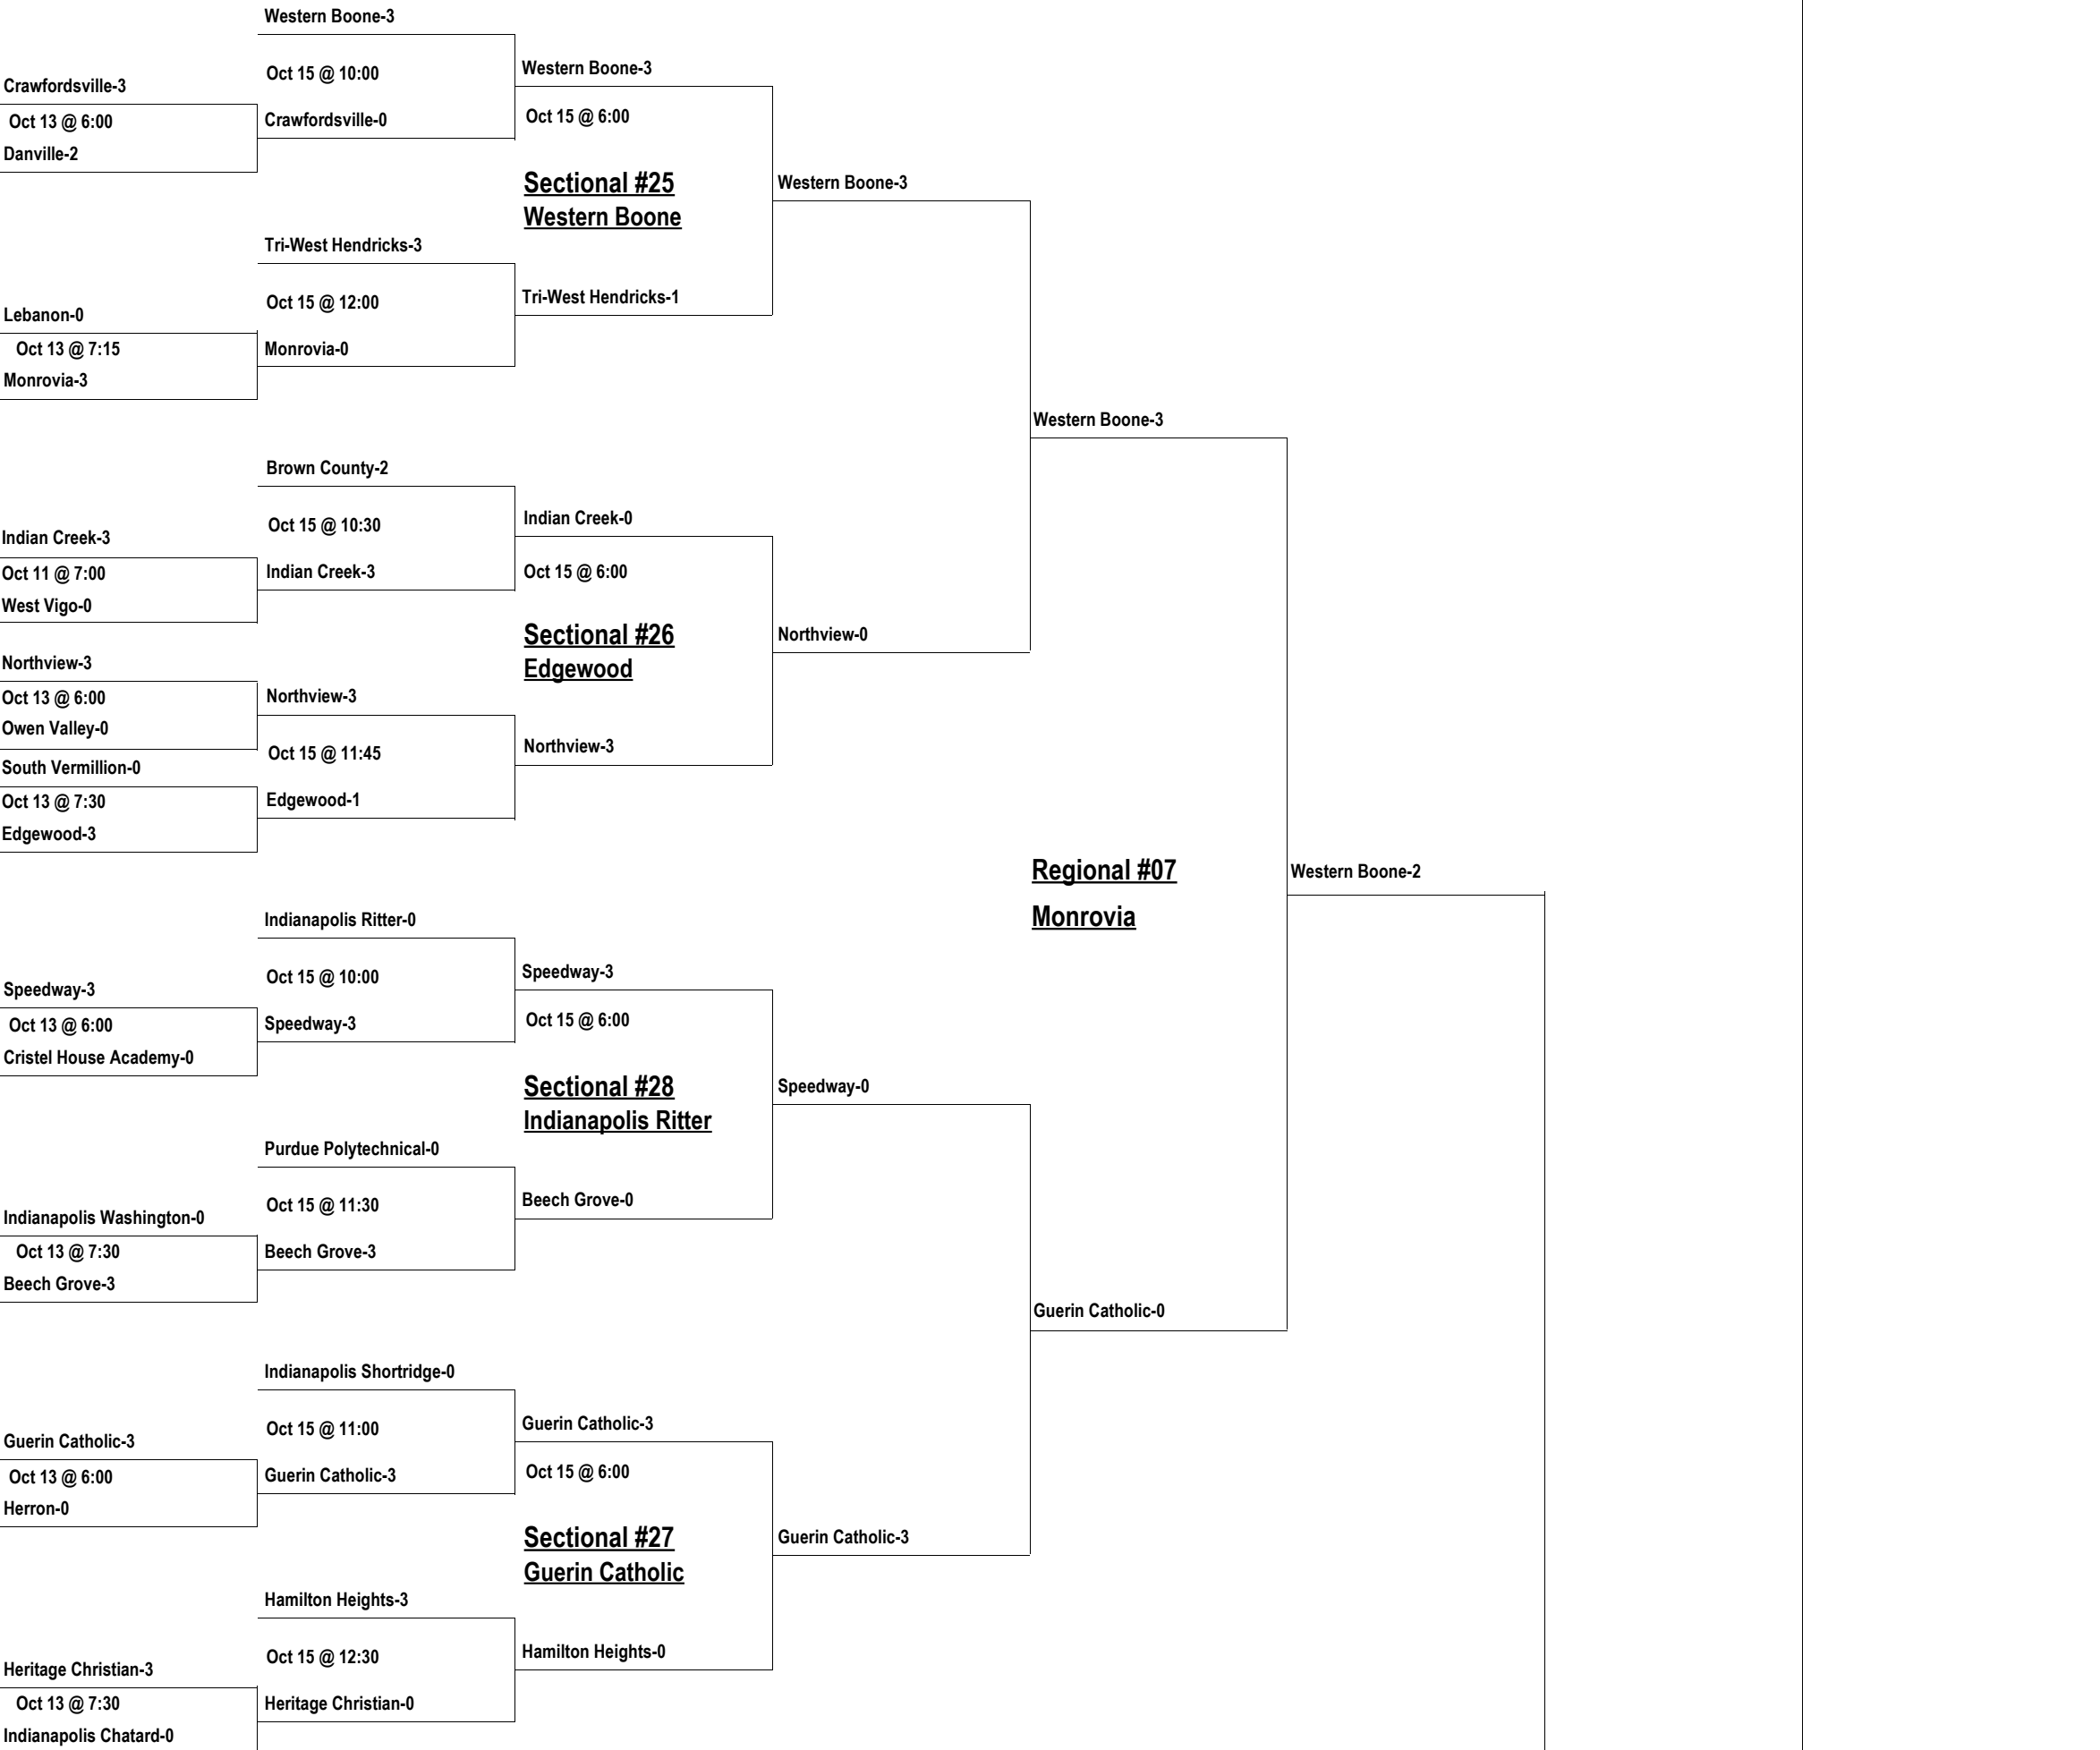 Western Boone-3
Oct 15 @ 10:00
Western Boone-3
Crawfordsville-3
Oct 13 @ 6:00
Crawfordsville-0
Oct 15 @ 6:00
Danville-2
Sectional #25
Western Boone-3
Western Boone
Tri-West Hendricks-3
Oct 15 @ 12:00
Tri-West Hendricks-1
Lebanon-0
Oct 13 @ 7:15
Monrovia-0
Monrovia-3
Western Boone-3
Brown County-2
Oct 15 @ 10:30
Indian Creek-0
Indian Creek-3
Oct 11 @ 7:00
Indian Creek-3
Oct 15 @ 6:00
West Vigo-0
Sectional #26
Northview-0
Edgewood
Northview-3
Oct 13 @ 6:00
Northview-3
Owen Valley-0
Oct 15 @ 11:45
Northview-3
South Vermillion-0
Oct 13 @ 7:30
Edgewood-1
Edgewood-3
Regional #07
Western Boone-2
Monrovia
Indianapolis Ritter-0
Oct 15 @ 10:00
Speedway-3
Speedway-3
Oct 13 @ 6:00
Speedway-3
Oct 15 @ 6:00
Cristel House Academy-0
Sectional #28
Speedway-0
Indianapolis Ritter
Purdue Polytechnical-0
Oct 15 @ 11:30
Beech Grove-0
Indianapolis Washington-0
Oct 13 @ 7:30
Beech Grove-3
Beech Grove-3
Guerin Catholic-0
Indianapolis Shortridge-0
Oct 15 @ 11:00
Guerin Catholic-3
Guerin Catholic-3
Oct 13 @ 6:00
Guerin Catholic-3
Oct 15 @ 6:00
Herron-0
Sectional #27
Guerin Catholic-3
Guerin Catholic
Hamilton Heights-3
Oct 15 @ 12:30
Hamilton Heights-0
Heritage Christian-3
Oct 13 @ 7:30
Heritage Christian-0
Indianapolis Chatard-0